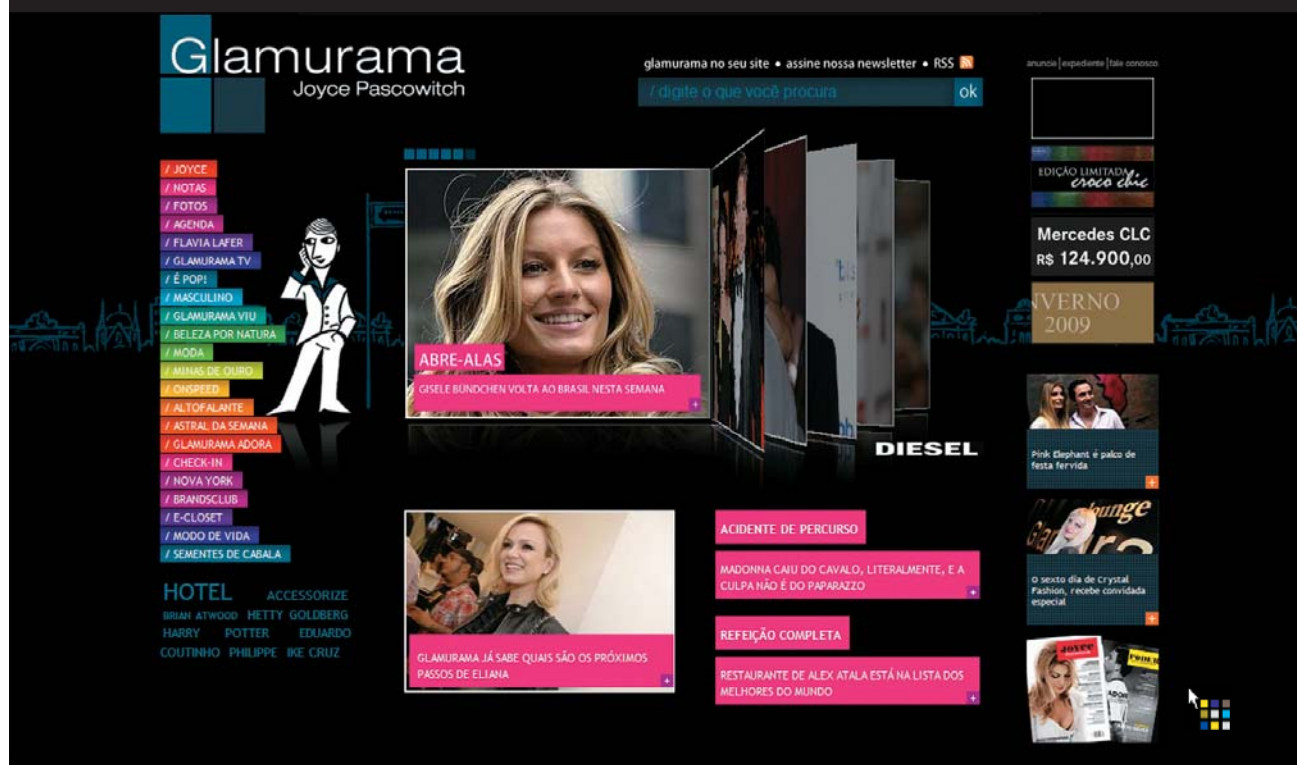 Glamurama
Joyce Pascowitch
glamurama no seu site • assine nossa newsletter • RSS
/ digite o que você procura
ok
anuncie | expediente | fale conosco
/ JOYCE
/ NOTAS
/ FOTOS
/ AGENDA
/ FLAVIA LAFER
/ GLAMURAMA TV
/ É POP!
/ MASCULINO
/ GLAMURAMA VIU
/ BELEZA POR NATURA
/ MODA
/ MINAS DE OURO
/ ONSPEED
/ ALTOFALANTE
/ ASTRAL DA SEMANA
/ GLAMURAMA ADORA
/ CHECK-IN
/ NOVA YORK
/ BRANDSCLUB
/ E-CLOSET
/ MODO DE VIDA
/ SEMENTES DE CABALA
HOTEL ACCESSORIZE
BRIAN ATWOOD HETTY GOLDBERG
HARRY POTTER EDUARDO
COUTINHO PHILIPPE IKE CRUZ
ABRE-ALAS
GISELE BÜNDCHEN VOLTA AO BRASIL NESTA SEMANA
+
DIESEL
GLAMURAMA JÁ SABE QUAIS SÃO OS PRÓXIMOS
PASSOS DE ELIANA
+
ACIDENTE DE PERCURSO
MADONNA CAIU DO CAVALO, LITERALMENTE, E A
CULPA NÃO É DO PAPARAZZO
+
REFEIÇÃO COMPLETA
RESTAURANTE DE ALEX ATALA ESTÁ NA LISTA DOS
MELHORES DO MUNDO
+
EDIÇÃO LIMITADA
croco chic
Mercedes CLC
R$ 124.900,00
NVERNO
2009
Pink Elephant é palco de
festa fervida
+
lounge
O sexto dia de Crystal
Fashion, recebe convidada
especial
+
Joyce